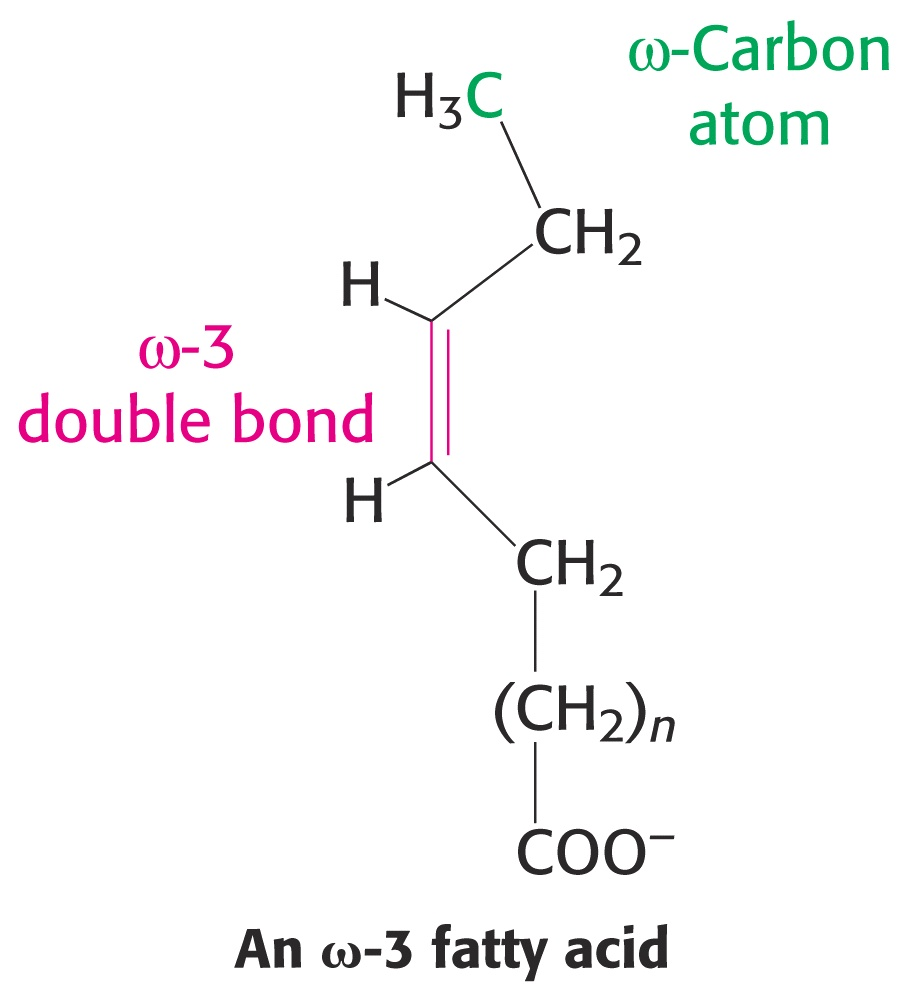 ω-Carbon
atom
H₃C
CH₂
H
ω-3
double bond
H
CH₂
(CH₂)n
COO⁻
An ω-3 fatty acid